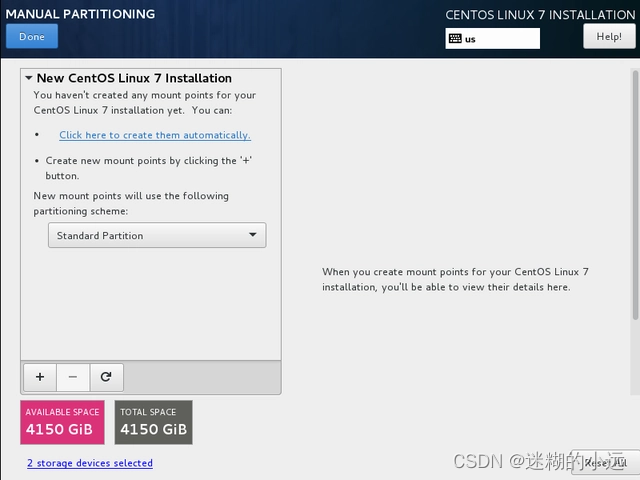 MANUAL PARTITIONING
CENTOS LINUX 7 INSTALLATION
Done
us
Help!
New CentOS Linux 7 Installation
You haven't created any mount points for your
CentOS Linux 7 installation yet. You can:
• Click here to create them automatically.
• Create new mount points by clicking the '+'
button.
New mount points will use the following
partitioning scheme:
Standard Partition
When you create mount points for your CentOS Linux 7
installation, you'll be able to view their details here.
+ −
AVAILABLE SPACE
4150 GiB
TOTAL SPACE
4150 GiB
2 storage devices selected
Reset All
CSDN @迷糊的小远